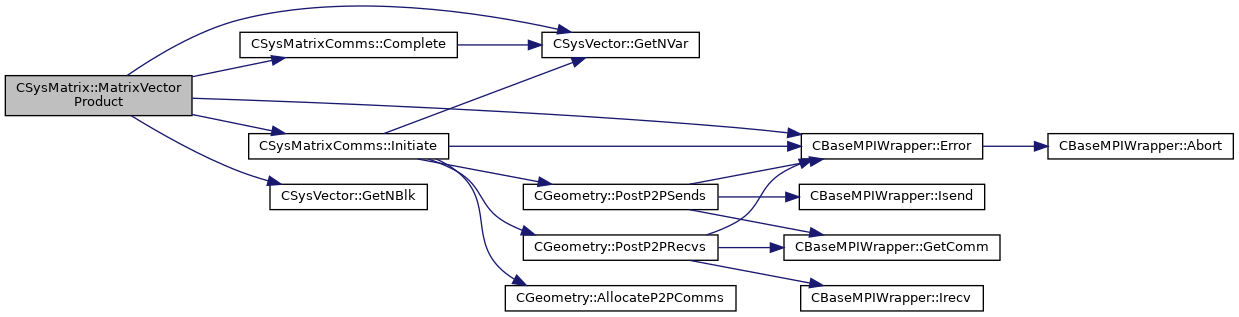 CSysMatrix::MatrixVector
Product
CSysMatrixComms::Complete
CSysVector::GetNVar
CSysMatrixComms::Initiate
CSysVector::GetNBlk
CBaseMPIWrapper::Error
CBaseMPIWrapper::Abort
CGeometry::PostP2PSends
CBaseMPIWrapper::Isend
CGeometry::PostP2PRecvs
CBaseMPIWrapper::GetComm
CGeometry::AllocateP2PComms
CBaseMPIWrapper::Irecv